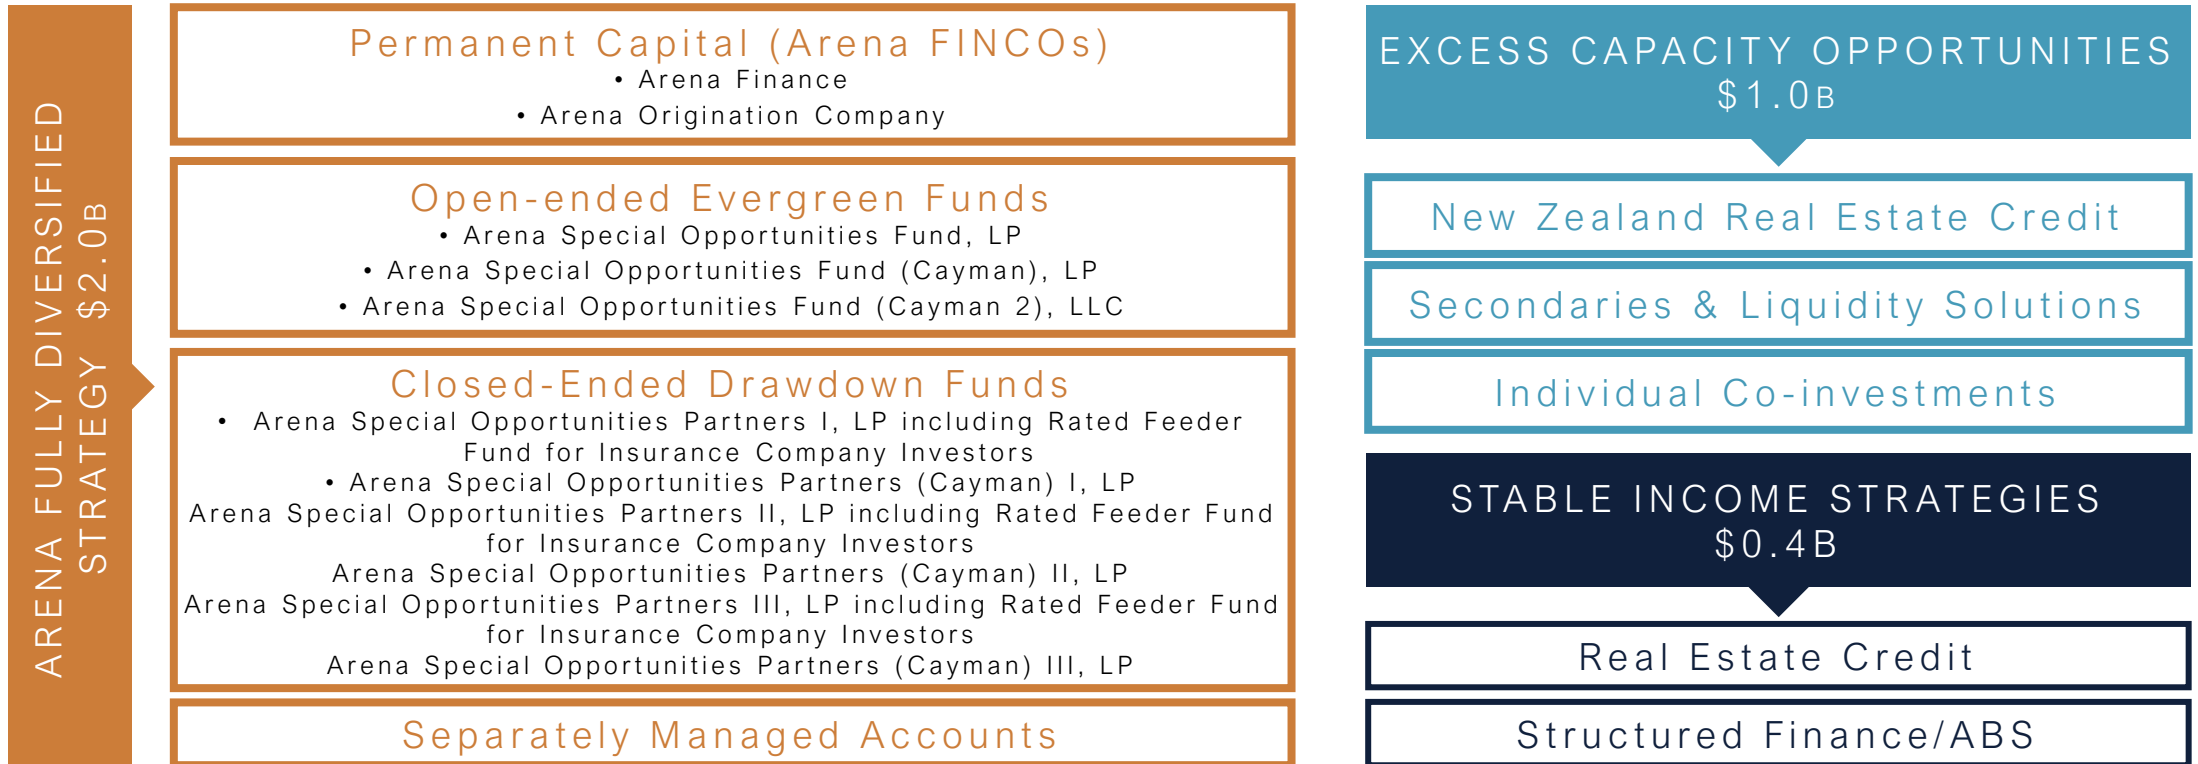 ARENA FULLY DIVERSIFIED
STRATEGY $2.0B
Permanent Capital (Arena FINCOs)
• Arena Finance
• Arena Origination Company
Open-ended Evergreen Funds
• Arena Special Opportunities Fund, LP
• Arena Special Opportunities Fund (Cayman), LP
• Arena Special Opportunities Fund (Cayman 2), LLC
Closed-Ended Drawdown Funds
• Arena Special Opportunities Partners I, LP including Rated Feeder
Fund for Insurance Company Investors
• Arena Special Opportunities Partners (Cayman) I, LP
Arena Special Opportunities Partners II, LP including Rated Feeder Fund
for Insurance Company Investors
Arena Special Opportunities Partners (Cayman) II, LP
Arena Special Opportunities Partners III, LP including Rated Feeder Fund
for Insurance Company Investors
Arena Special Opportunities Partners (Cayman) III, LP
Separately Managed Accounts
EXCESS CAPACITY OPPORTUNITIES
$1.0B
New Zealand Real Estate Credit
Secondaries & Liquidity Solutions
Individual Co-investments
STABLE INCOME STRATEGIES
$0.4B
Real Estate Credit
Structured Finance/ABS